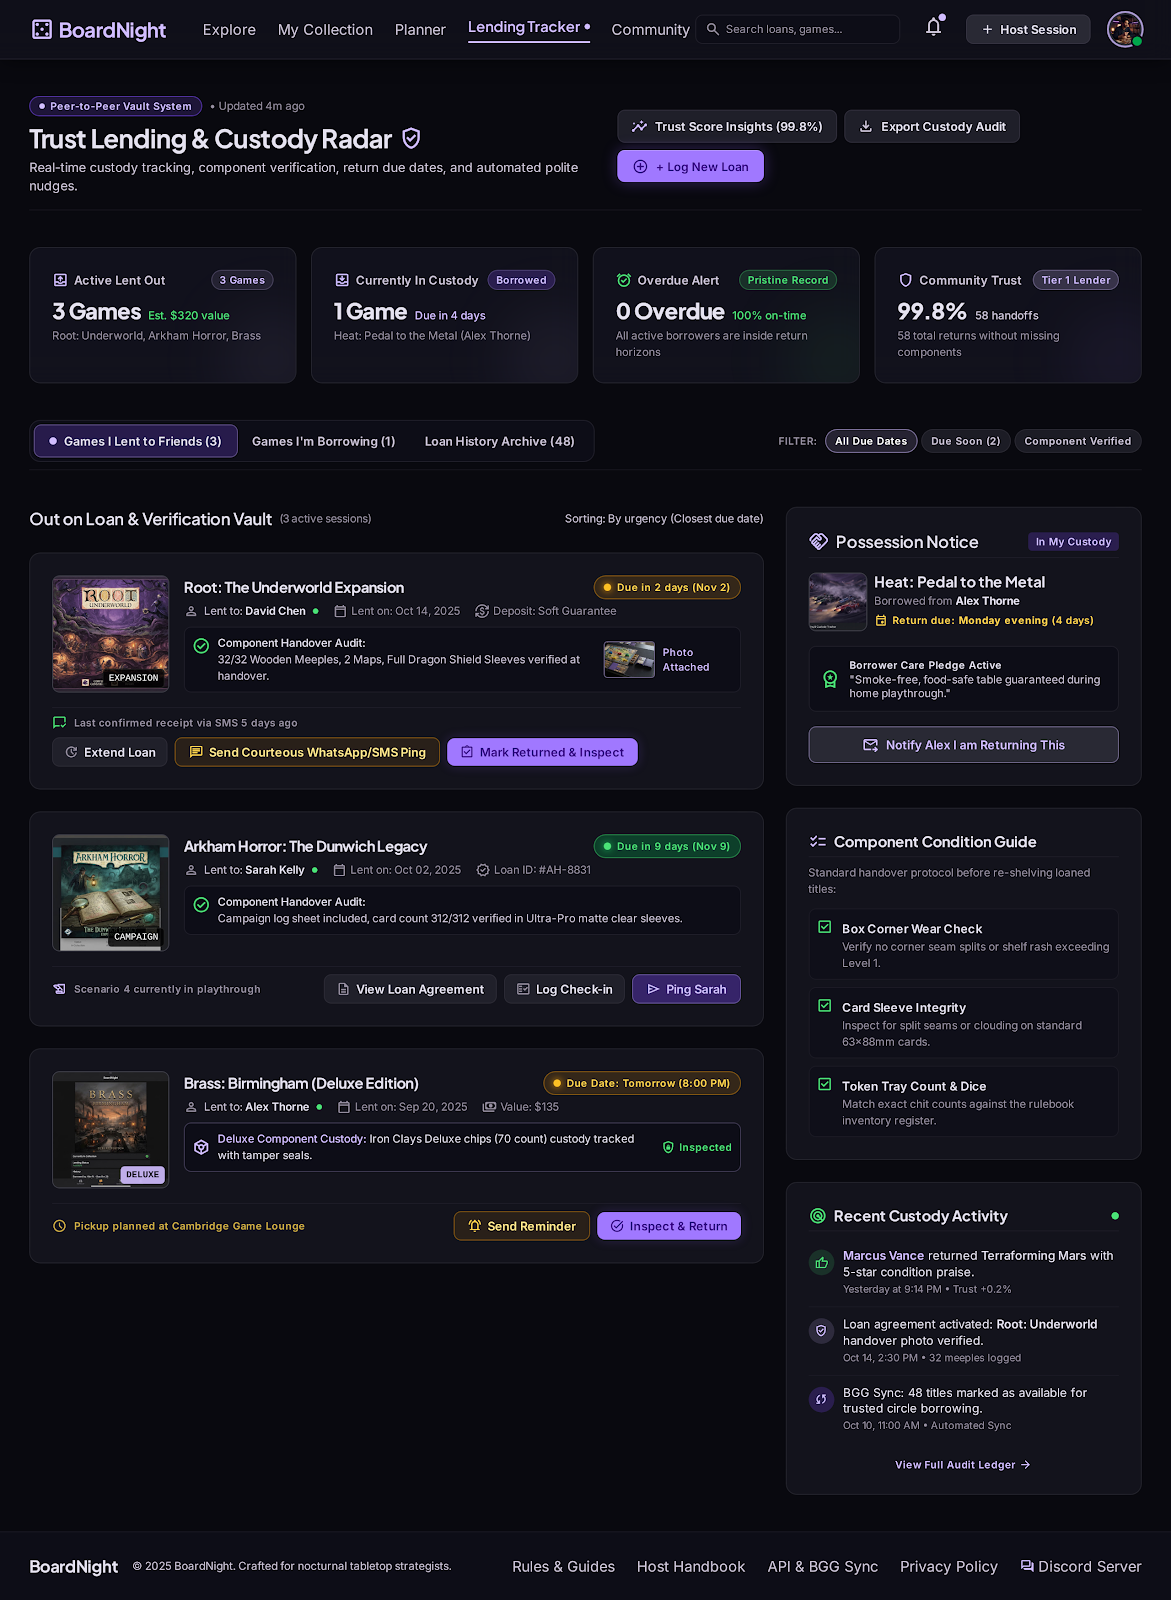 BoardNight
Explore
My Collection
Planner
Lending Tracker
Community
Search loans, games...
Host Session
Peer-to-Peer Vault System
• Updated 4m ago
Trust Lending & Custody Radar
Real-time custody tracking, component verification, return due dates, and automated polite
nudges.
Trust Score Insights (99.8%)
Export Custody Audit
+ Log New Loan
Active Lent Out
3 Games
3 Games Est. $320 value
Root: Underworld, Arkham Horror, Brass
Currently In Custody
Borrowed
1 Game Due in 4 days
Heat: Pedal to the Metal (Alex Thorne)
Overdue Alert
Pristine Record
0 Overdue 100% on-time
All active borrowers are inside return
horizons
Community Trust
Tier 1 Lender
99.8% 58 handoffs
58 total returns without missing
components
Games I Lent to Friends (3)
Games I'm Borrowing (1)
Loan History Archive (48)
FILTER:
All Due Dates
Due Soon (2)
Component Verified
Out on Loan & Verification Vault (3 active sessions)
Sorting: By urgency (Closest due date)
ROOT
UNDERWORLD
EXPANSION
Root: The Underworld Expansion
Due in 2 days (Nov 2)
Lent to: David Chen
Lent on: Oct 14, 2025
Deposit: Soft Guarantee
Component Handover Audit:
32/32 Wooden Meeples, 2 Maps, Full Dragon Shield Sleeves verified at
handover.
Photo
Attached
Last confirmed receipt via SMS 5 days ago
Extend Loan
Send Courteous WhatsApp/SMS Ping
Mark Returned & Inspect
ARKHAM HORROR
CAMPAIGN
Arkham Horror: The Dunwich Legacy
Due in 9 days (Nov 9)
Lent to: Sarah Kelly
Lent on: Oct 02, 2025
Loan ID: #AH-8831
Component Handover Audit:
Campaign log sheet included, card count 312/312 verified in Ultra-Pro matte clear sleeves.
Scenario 4 currently in playthrough
View Loan Agreement
Log Check-in
Ping Sarah
BRASS
DELUXE
Brass: Birmingham (Deluxe Edition)
Due Date: Tomorrow (8:00 PM)
Lent to: Alex Thorne
Lent on: Sep 20, 2025
Value: $135
Deluxe Component Custody: Iron Clays Deluxe chips (70 count) custody tracked
with tamper seals.
Inspected
Pickup planned at Cambridge Game Lounge
Send Reminder
Inspect & Return
Possession Notice
In My Custody
Heat: Pedal to the Metal
Borrowed from Alex Thorne
Return due: Monday evening (4 days)
Borrower Care Pledge Active
"Smoke-free, food-safe table guaranteed during
home playthrough."
Notify Alex I am Returning This
Component Condition Guide
Standard handover protocol before re-shelving loaned
titles:
Box Corner Wear Check
Verify no corner seam splits or shelf rash exceeding
Level 1.
Card Sleeve Integrity
Inspect for split seams or clouding on standard
63×88mm cards.
Token Tray Count & Dice
Match exact chit counts against the rulebook
inventory register.
Recent Custody Activity
Marcus Vance returned Terraforming Mars with
5-star condition praise.
Yesterday at 9:14 PM • Trust +0.2%
Loan agreement activated: Root: Underworld
handover photo verified.
Oct 14, 2:30 PM • 32 meeples logged
BGG Sync: 48 titles marked as available for
trusted circle borrowing.
Oct 10, 11:00 AM • Automated Sync
View Full Audit Ledger →
BoardNight
© 2025 BoardNight. Crafted for nocturnal tabletop strategists.
Rules & Guides
Host Handbook
API & BGG Sync
Privacy Policy
Discord Server